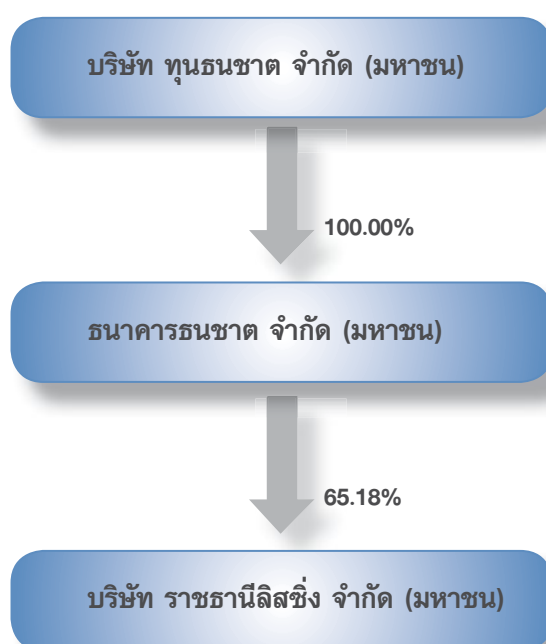 บริษัท ทุนธนชาต จำกัด (มหาชน)
100.00%
ธนาคารธนชาต จำกัด (มหาชน)
65.18%
บริษัท ราชธานีลิสซิ่ง จำกัด (มหาชน)